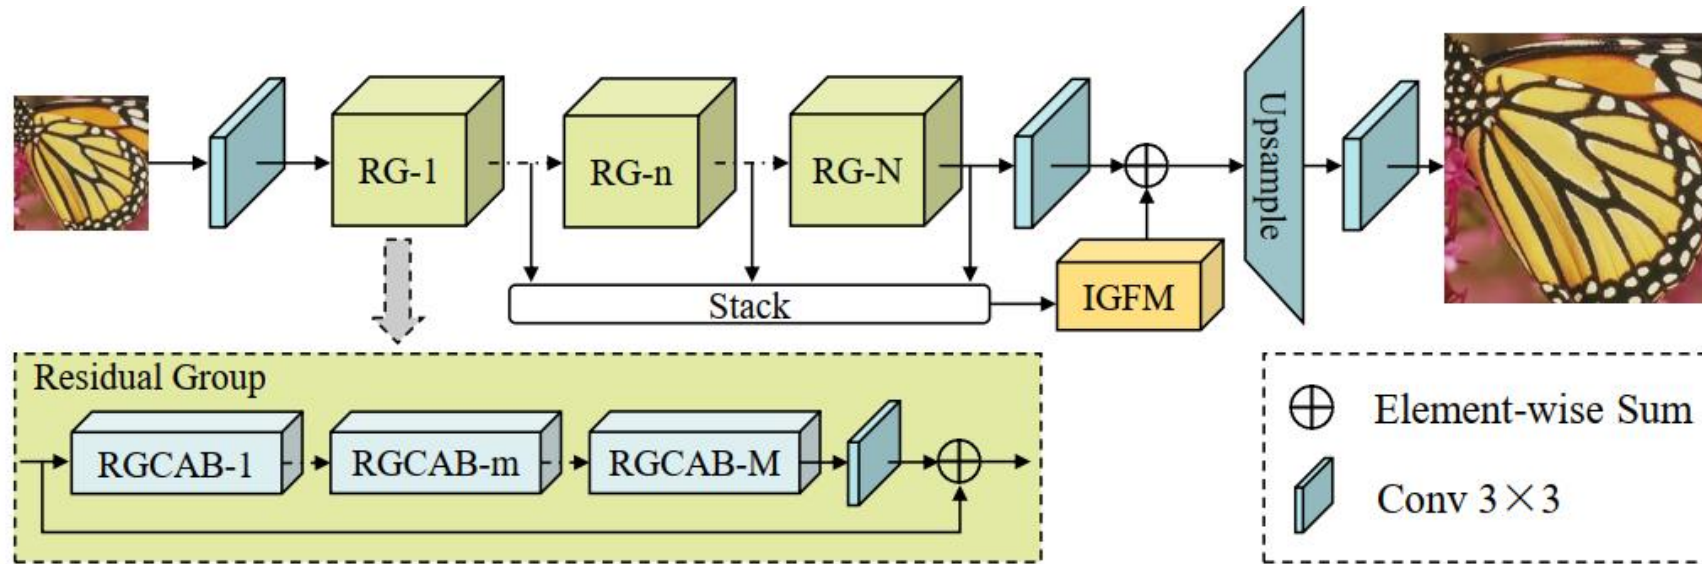 RG-1
RG-n
RG-N
Upsample
Stack
IGFM
Residual Group
RGCAB-1
RGCAB-m
RGCAB-M
Element-wise Sum
Conv 3×3